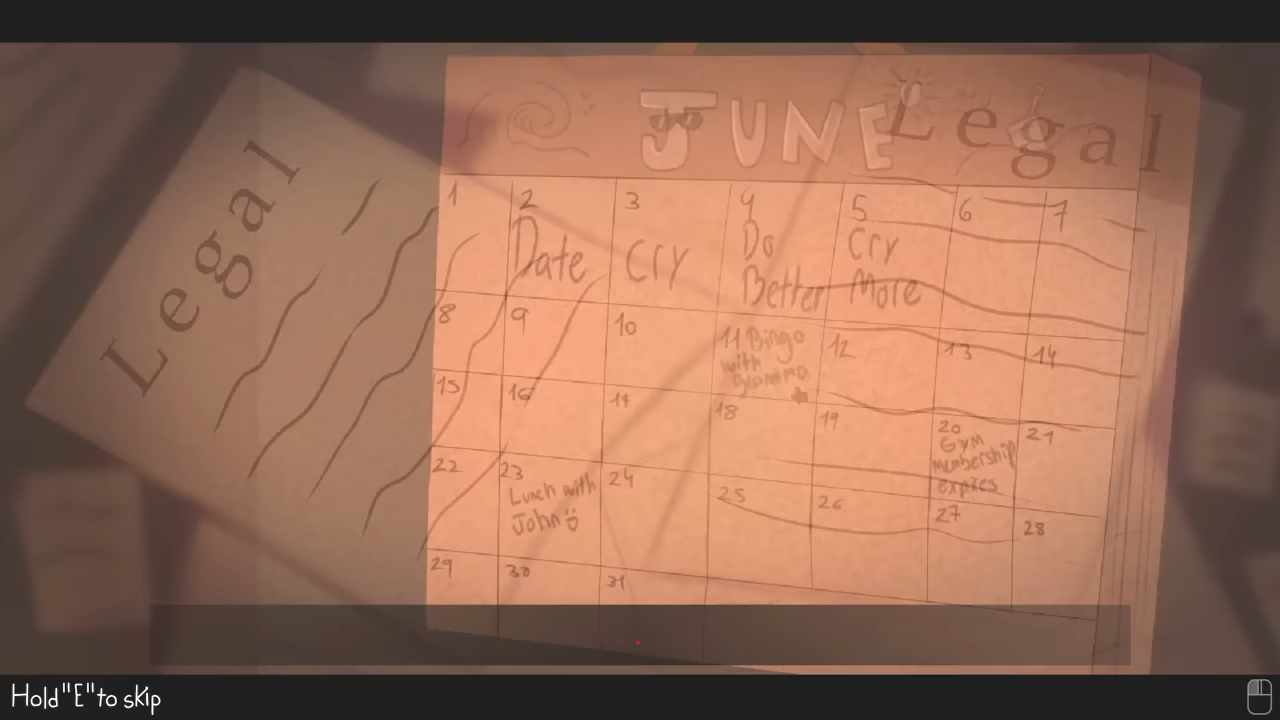 JUNE
Legal
Legal
1 2 3 4 5 6 7
Date Cry Do Better Cry More
8 9 10 11 12 13 14
Bingo with grandma
15 16 17 18 19 20 21
Gym membership expires
22 23 24 25 26 27 28
Lunch with John
29 30 31
Hold "E" to skip